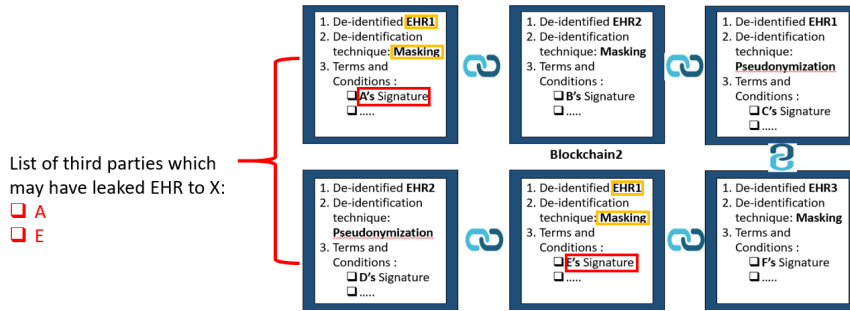 1. De-identified EHR1
2. De-identification
technique: Masking
3. Terms and
Conditions :
❑ A's Signature
❑ .....
1. De-identified EHR2
2. De-identification
technique: Masking
3. Terms and
Conditions :
❑ B's Signature
❑ .....
1. De-identified EHR1
2. De-identification
technique:
Pseudonymization
3. Terms and
Conditions :
❑ C's Signature
❑ .....
Blockchain2
List of third parties which
may have leaked EHR to X:
❑ A
❑ E
1. De-identified EHR2
2. De-identification
technique:
Pseudonymization
3. Terms and
Conditions :
❑ D's Signature
❑ .....
1. De-identified EHR1
2. De-identification
technique: Masking
3. Terms and
Conditions :
❑ E's Signature
❑ .....
1. De-identified EHR3
2. De-identification
technique: Masking
3. Terms and
Conditions :
❑ F's Signature
❑ .....